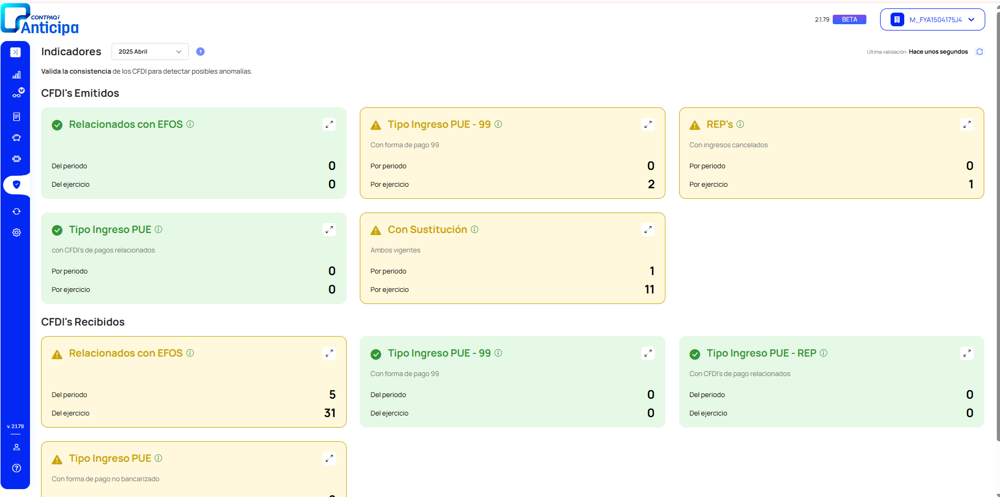 CONTPAQi
Anticipa
2.1.79 BETA
M_FYA1504175J4
Indicadores
2025 Abril
?
Última validación: Hace unos segundos
Valida la consistencia de los CFDI para detectar posibles anomalías.
CFDI's Emitidos
Relacionados con EFOS
Del periodo 0
Del ejercicio 0
Tipo Ingreso PUE - 99
Con forma de pago 99
Por periodo 0
Por ejercicio 2
REP's
Con ingresos cancelados
Por periodo 0
Por ejercicio 1
Tipo Ingreso PUE
con CFDI's de pagos relacionados
Por periodo 0
Por ejercicio 0
Con Sustitución
Ambos vigentes
Por periodo 1
Por ejercicio 11
CFDI's Recibidos
Relacionados con EFOS
Del periodo 5
Del ejercicio 31
Tipo Ingreso PUE - 99
Con forma de pago 99
Del periodo 0
Del ejercicio 0
Tipo Ingreso PUE - REP
Con CFDI's de pago relacionados
Del periodo 0
Del ejercicio 0
Tipo Ingreso PUE
Con forma de pago no bancarizado
v. 2.1.79